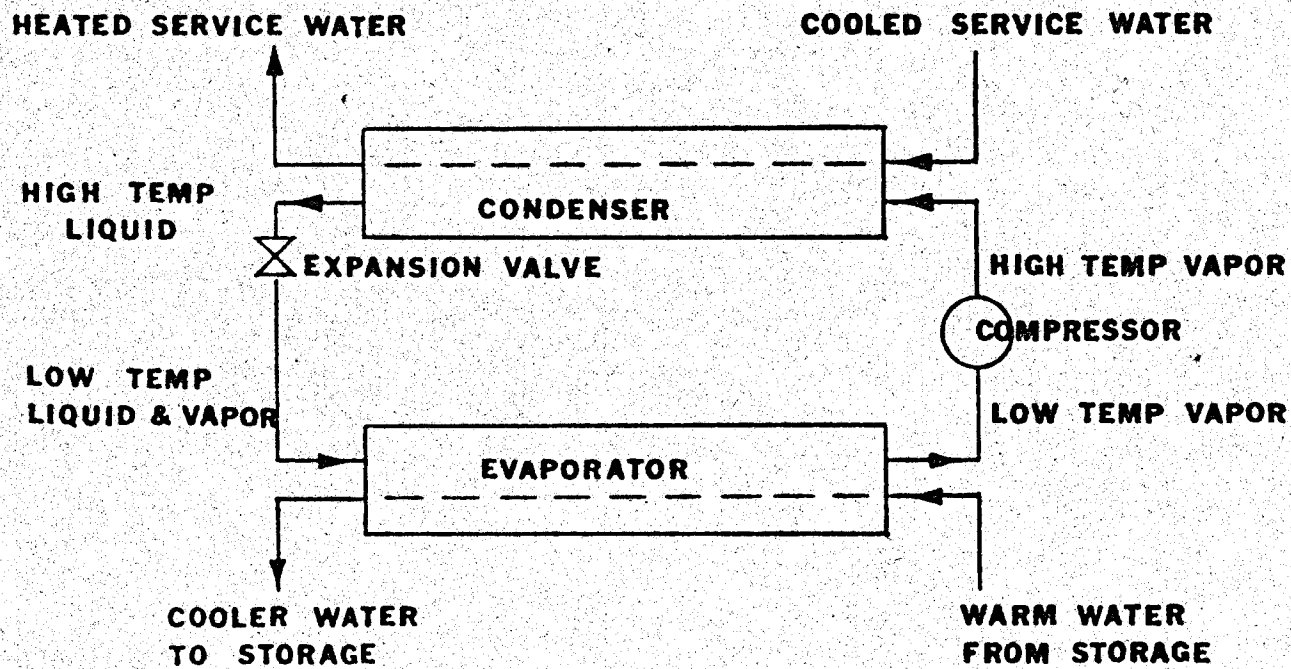 HEATED SERVICE WATER
COOLED SERVICE WATER
HIGH TEMP
LIQUID
CONDENSER
EXPANSION VALVE
HIGH TEMP VAPOR
COMPRESSOR
LOW TEMP
LIQUID & VAPOR
LOW TEMP VAPOR
EVAPORATOR
COOLER WATER
TO STORAGE
WARM WATER
FROM STORAGE